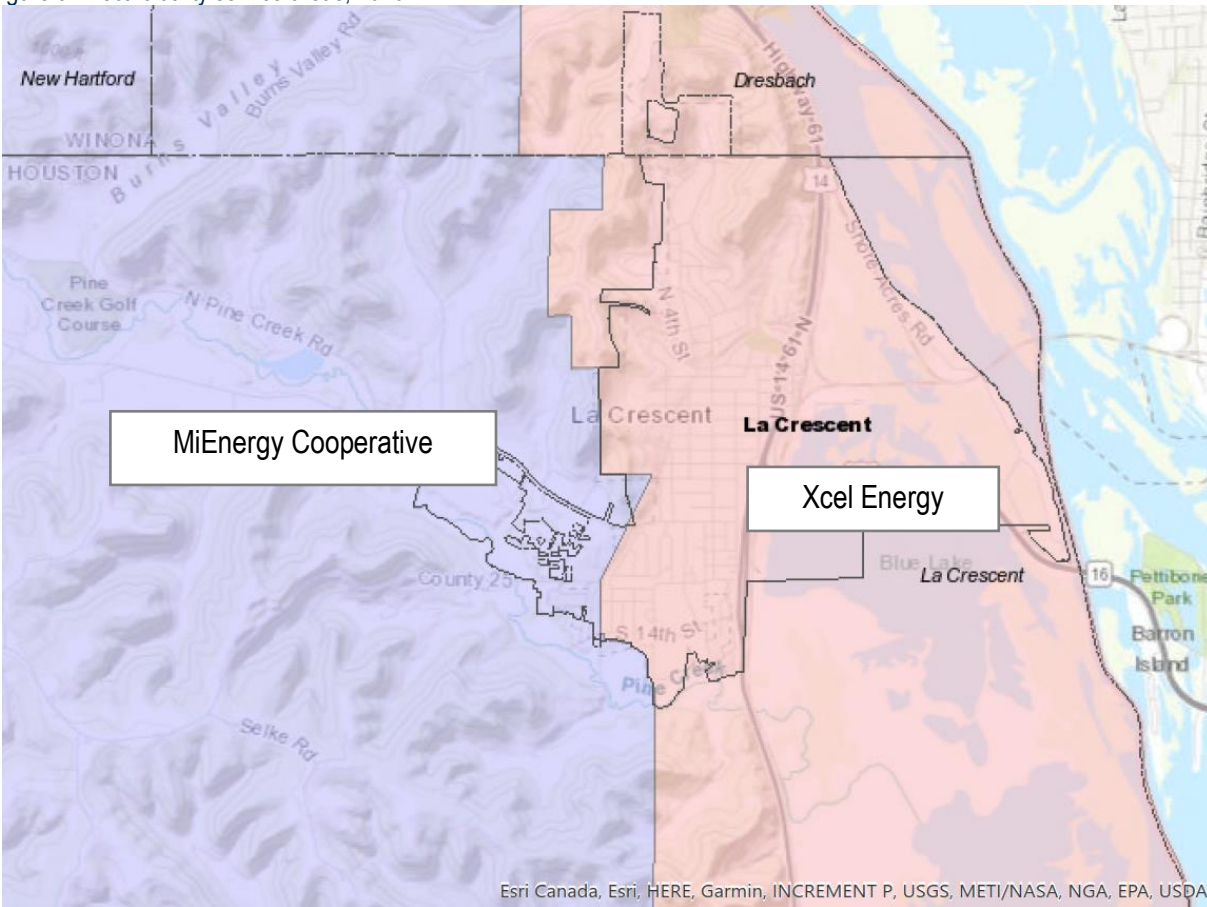 New Hartford
Burns Valley Rd
Burns Valley
WINONA
HOUSTON
Dresbach
Highway 61
14
Shore Acres Rd
Pine
Creek Golf
Course
N Pine Creek Rd
N 4th St
US-14-61 N
La Crescent
La Crescent
MiEnergy Cooperative
Xcel Energy
Blue Lake
La Crescent
16
Pettibone
Park
Barron
Island
County 25
S 14th St
Pine Creek
Selke Rd
Esri Canada, Esri, HERE, Garmin, INCREMENT P, USGS, METI/NASA, NGA, EPA, USDA